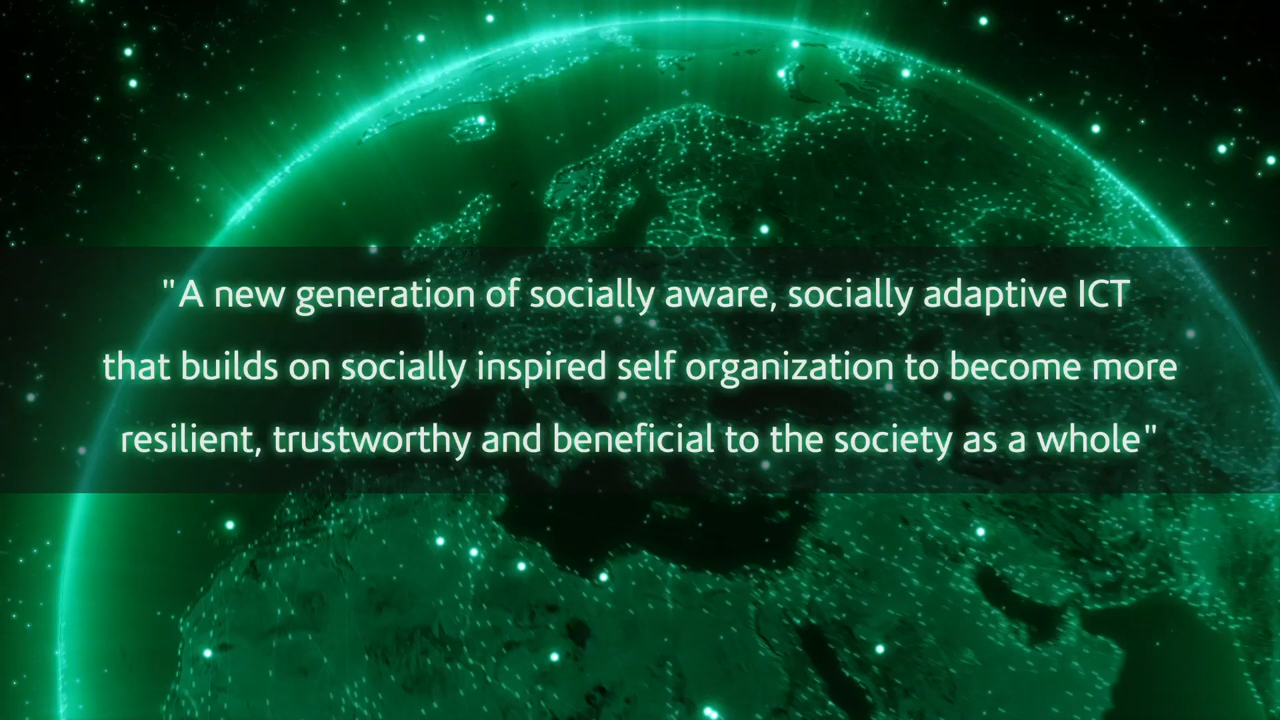 "A new generation of socially aware, socially adaptive ICT
that builds on socially inspired self organization to become more
resilient, trustworthy and beneficial to the society as a whole"